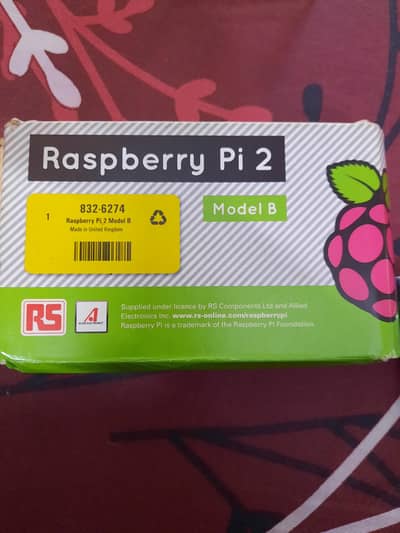 Raspberry Pi 2
Model B
832-6274
1
Raspberry Pi 2 Model B
Made in United Kingdom
RS
A
Supplied under licence by RS Components Ltd and Allied
Electronics Inc. www.rs-online.com/raspberrypi
Raspberry Pi is a trademark of the Raspberry Pi Foundation.